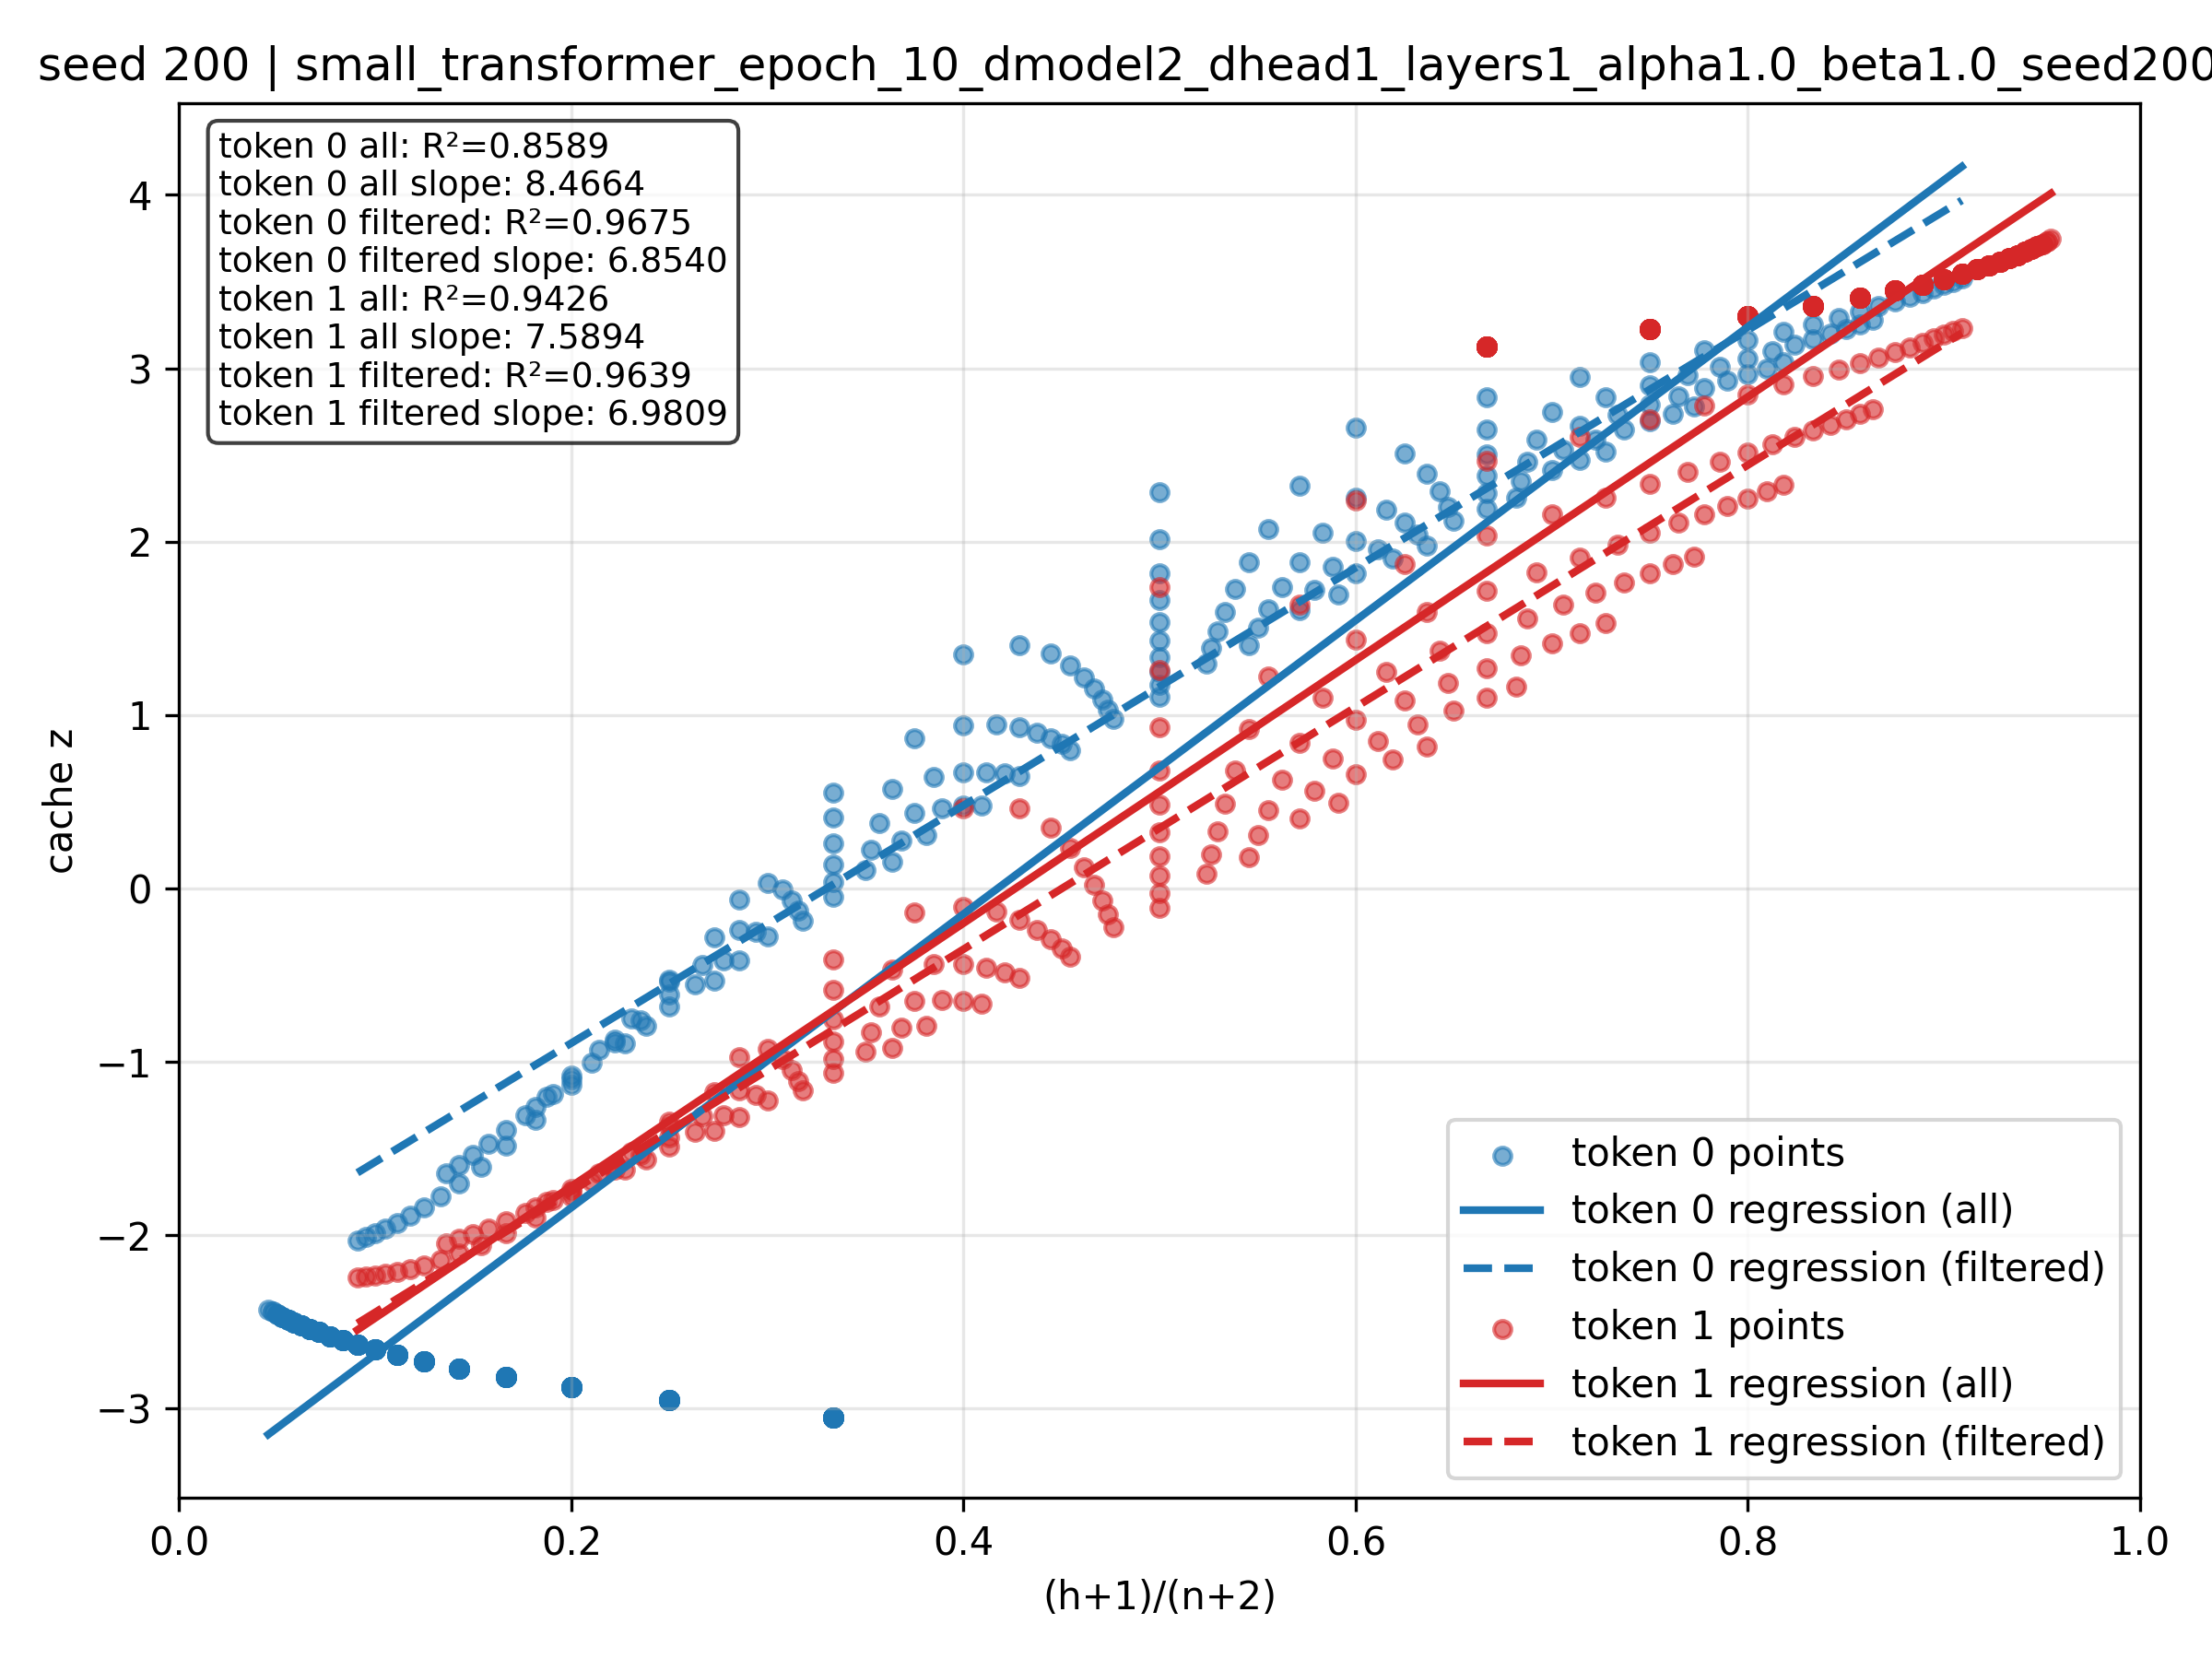 seed 200 | small_transformer_epoch_10_dmodel2_dhead1_layers1_alpha1.0_beta1.0_seed200
token 0 all: R²=0.8589
token 0 all slope: 8.4664
token 0 filtered: R²=0.9675
token 0 filtered slope: 6.8540
token 1 all: R²=0.9426
token 1 all slope: 7.5894
token 1 filtered: R²=0.9639
token 1 filtered slope: 6.9809
4
3
2
1
0
−1
−2
−3
cache z
token 0 points
token 0 regression (all)
token 0 regression (filtered)
token 1 points
token 1 regression (all)
token 1 regression (filtered)
0.0 0.2 0.4 0.6 0.8 1.0
(h+1)/(n+2)